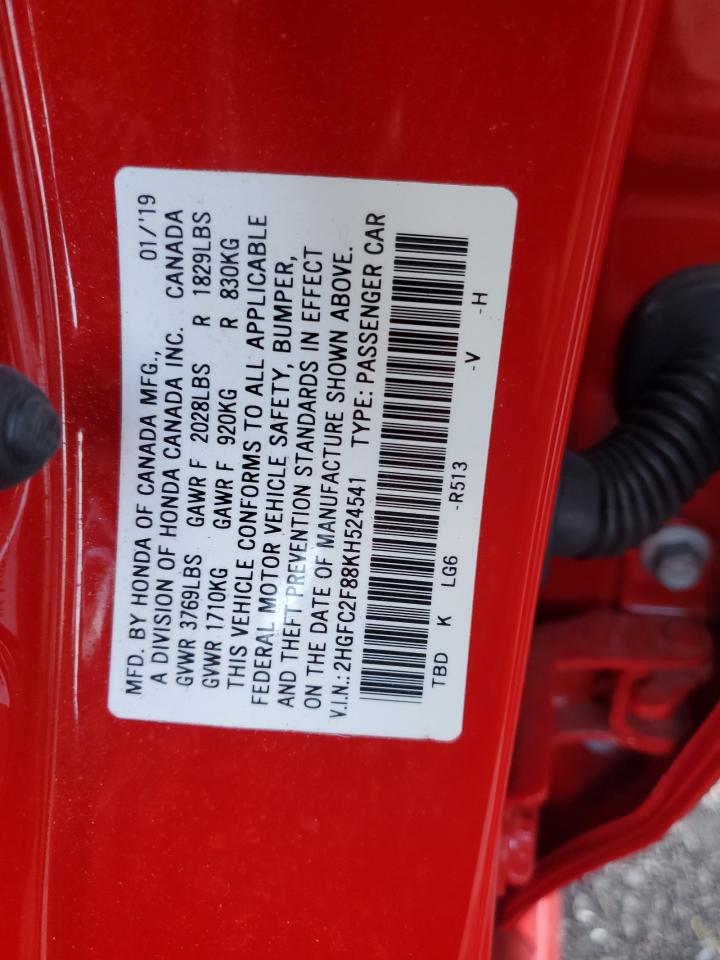 MFD. BY HONDA OF CANADA MFG., 01/'19
A DIVISION OF HONDA CANADA INC. CANADA
GVWR 3769LBS GAWR F 2028LBS R 1829LBS
GVWR 1710KG GAWR F 920KG R 830KG
THIS VEHICLE CONFORMS TO ALL APPLICABLE
FEDERAL MOTOR VEHICLE SAFETY, BUMPER,
AND THEFT PREVENTION STANDARDS IN EFFECT
ON THE DATE OF MANUFACTURE SHOWN ABOVE.
V.I.N.: 2HGFC2F88KH524541 TYPE: PASSENGER CAR
TBD K LG6 -R513 -V -H